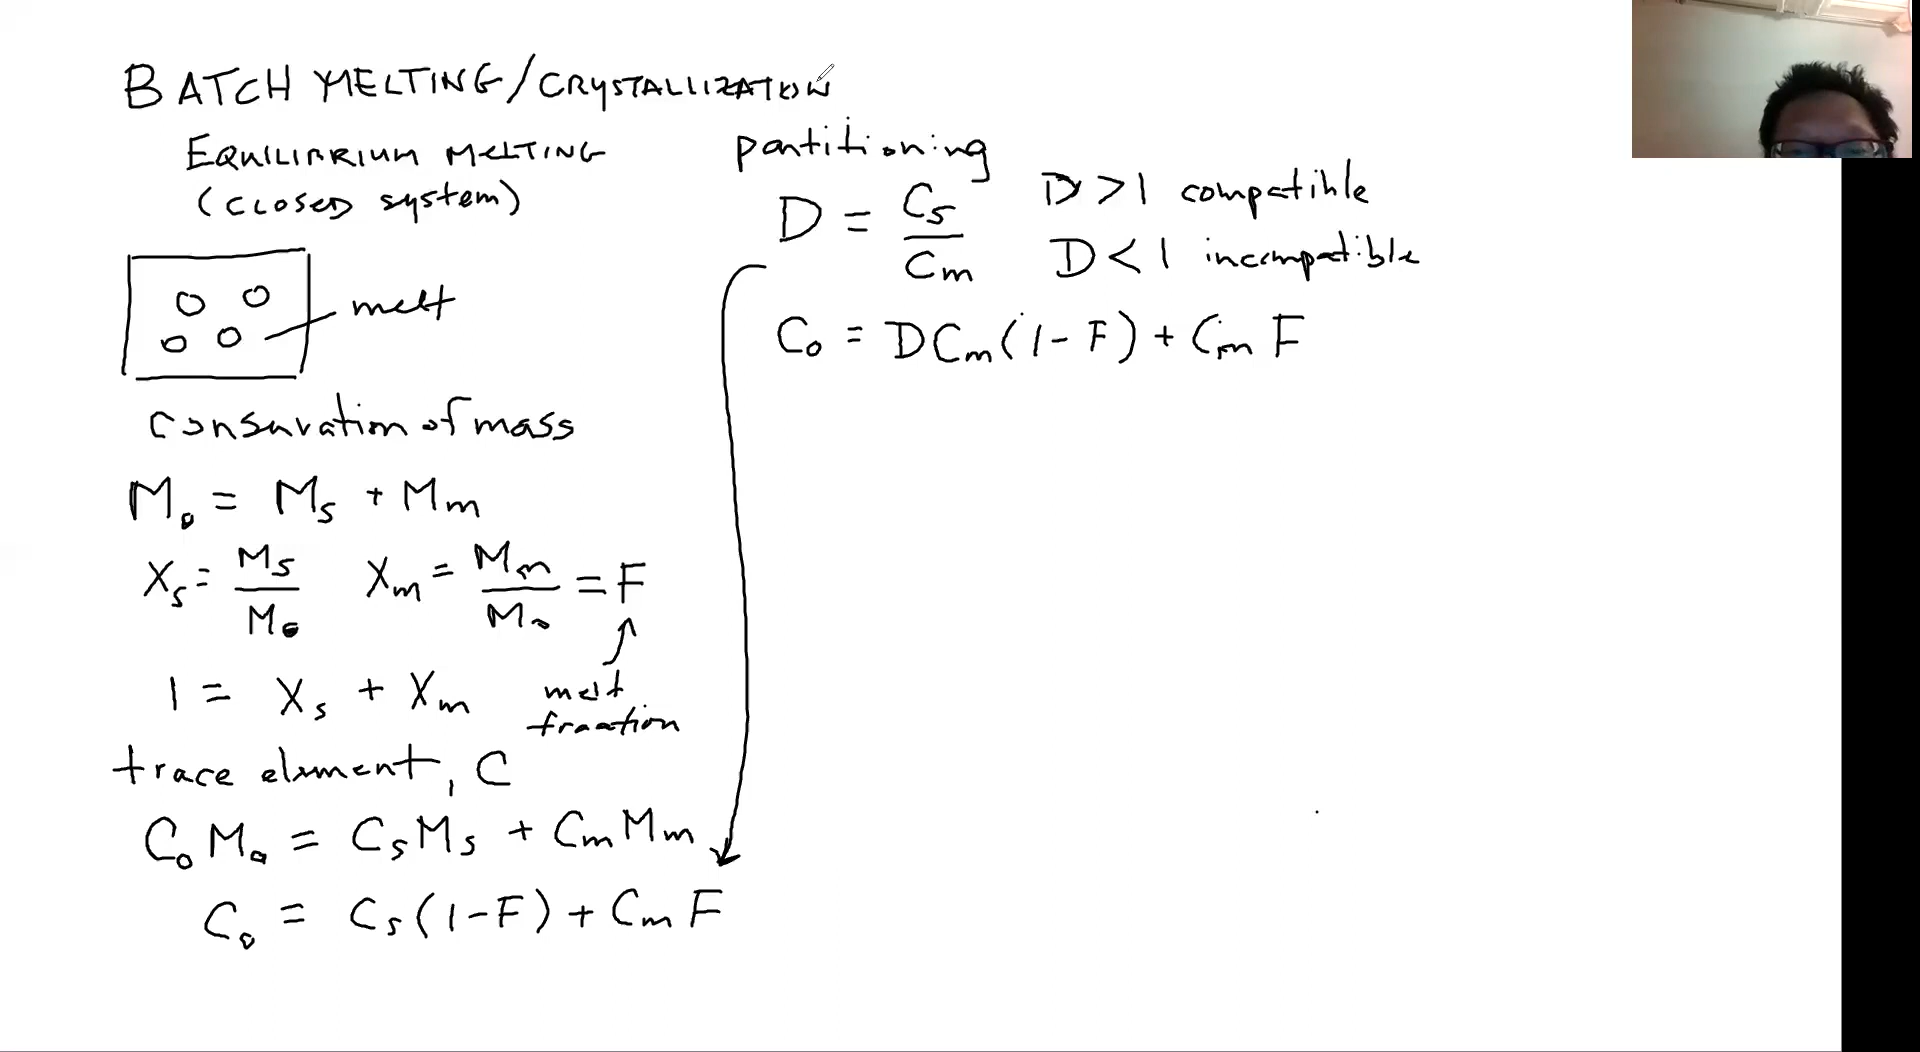 BATCH MELTING/CRYSTALLIZATION
EQUILIBRIUM MELTING
(CLOSED system)
melt
conservation of mass
M₀ = Ms + Mm
Xs = Ms/M₀   Xm = Mm/M₀ = F
melt
fraction
1 = Xs + Xm
trace element, C
C₀M₀ = CsMs + CmMm
C₀ = Cs(1-F) + CmF
partitioning
D = Cs/Cm
D > 1 compatible
D < 1 incompatible
C₀ = DCm(1-F) + CmF